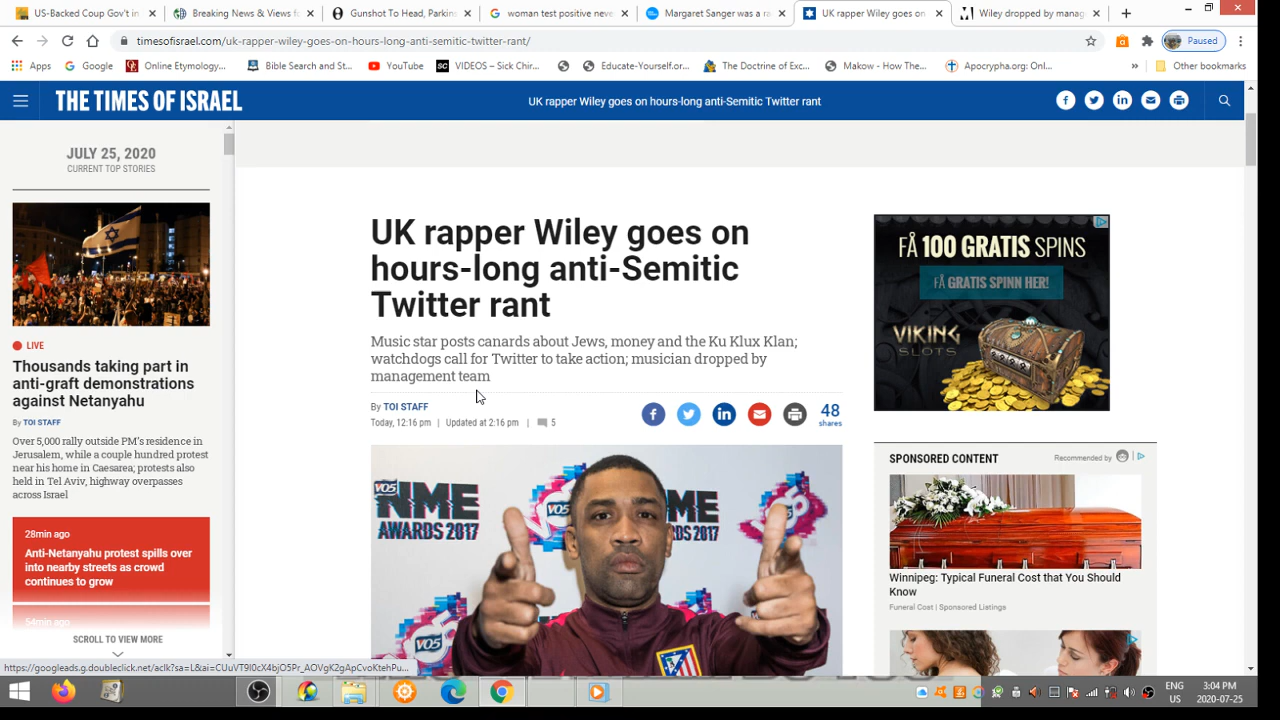 US-Backed Coup Gov't in
Breaking News & Views f
Gunshot To Head, Parkin
woman test positive neve
Margaret Sanger was a ra
UK rapper Wiley goes on
Wiley dropped by manag
timesofisrael.com/uk-rapper-wiley-goes-on-hours-long-anti-semitic-twitter-rant/
Paused
Apps
Google
Online Etymology...
Bible Search and St...
YouTube
VIDEOS – Sick Chir...
Educate-Yourself.or...
The Doctrine of Exc...
Makow - How The...
Apocrypha.org: Onl...
»
Other bookmarks
THE TIMES OF ISRAEL
UK rapper Wiley goes on hours-long anti-Semitic Twitter rant
JULY 25, 2020
CURRENT TOP STORIES
LIVE
Thousands taking part in
anti-graft demonstrations
against Netanyahu
By TOI STAFF
Over 5,000 rally outside PM's residence in
Jerusalem, while a couple hundred protest
near his home in Caesarea; protests also
held in Tel Aviv, highway overpasses
across Israel
28min ago
Anti-Netanyahu protest spills over
into nearby streets as crowd
continues to grow
54min ago
SCROLL TO VIEW MORE
UK rapper Wiley goes on
hours-long anti-Semitic
Twitter rant
Music star posts canards about Jews, money and the Ku Klux Klan;
watchdogs call for Twitter to take action; musician dropped by
management team
By TOI STAFF
Today, 12:16 pm | Updated at 2:16 pm | 5
48
shares
VO5
NME
AWARDS 2017
VO5
NME
AWARDS 2017
VO5
VO5
FÅ 100 GRATIS SPINS
FÅ GRATIS SPINN HER!
VIKING
SLOTS
SPONSORED CONTENT
Recommended by
Winnipeg: Typical Funeral Cost that You Should
Know
Funeral Cost | Sponsored Listings
https://googleads.g.doubleclick.net/aclk?sa=L&ai=CUuVT9l0cX4bjO5Pr_AOVgK2gApCvoKtehPu...
ENG
US
3:04 PM
2020-07-25